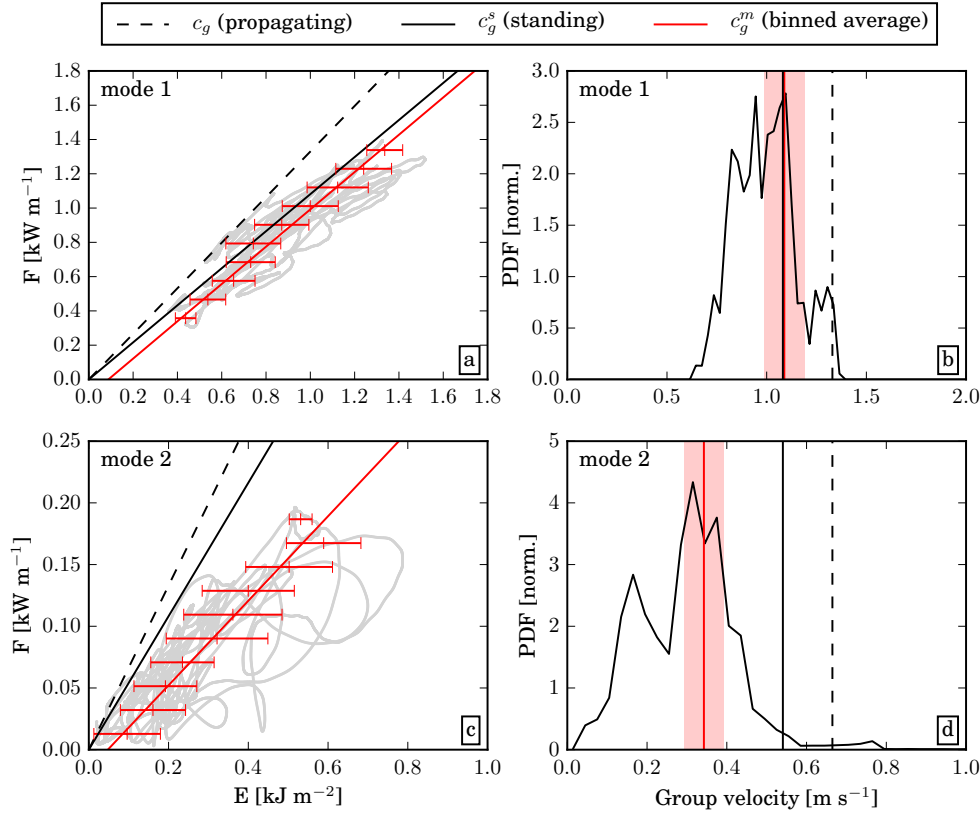 c_g (propagating) c_g^s (standing) c_g^m (binned average)
mode 1
F [kW m⁻¹]
1.8
1.6
1.4
1.2
1.0
0.8
0.6
0.4
0.2
0.0
0.0 0.2 0.4 0.6 0.8 1.0 1.2 1.4 1.6 1.8
a
mode 1
PDF [norm.]
3.0
2.5
2.0
1.5
1.0
0.5
0.0
0.0 0.5 1.0 1.5 2.0
b
mode 2
F [kW m⁻¹]
0.25
0.20
0.15
0.10
0.05
0.00
0.0 0.2 0.4 0.6 0.8 1.0
E [kJ m⁻²]
c
mode 2
PDF [norm.]
5
4
3
2
1
0
0.0 0.2 0.4 0.6 0.8 1.0
Group velocity [m s⁻¹]
d